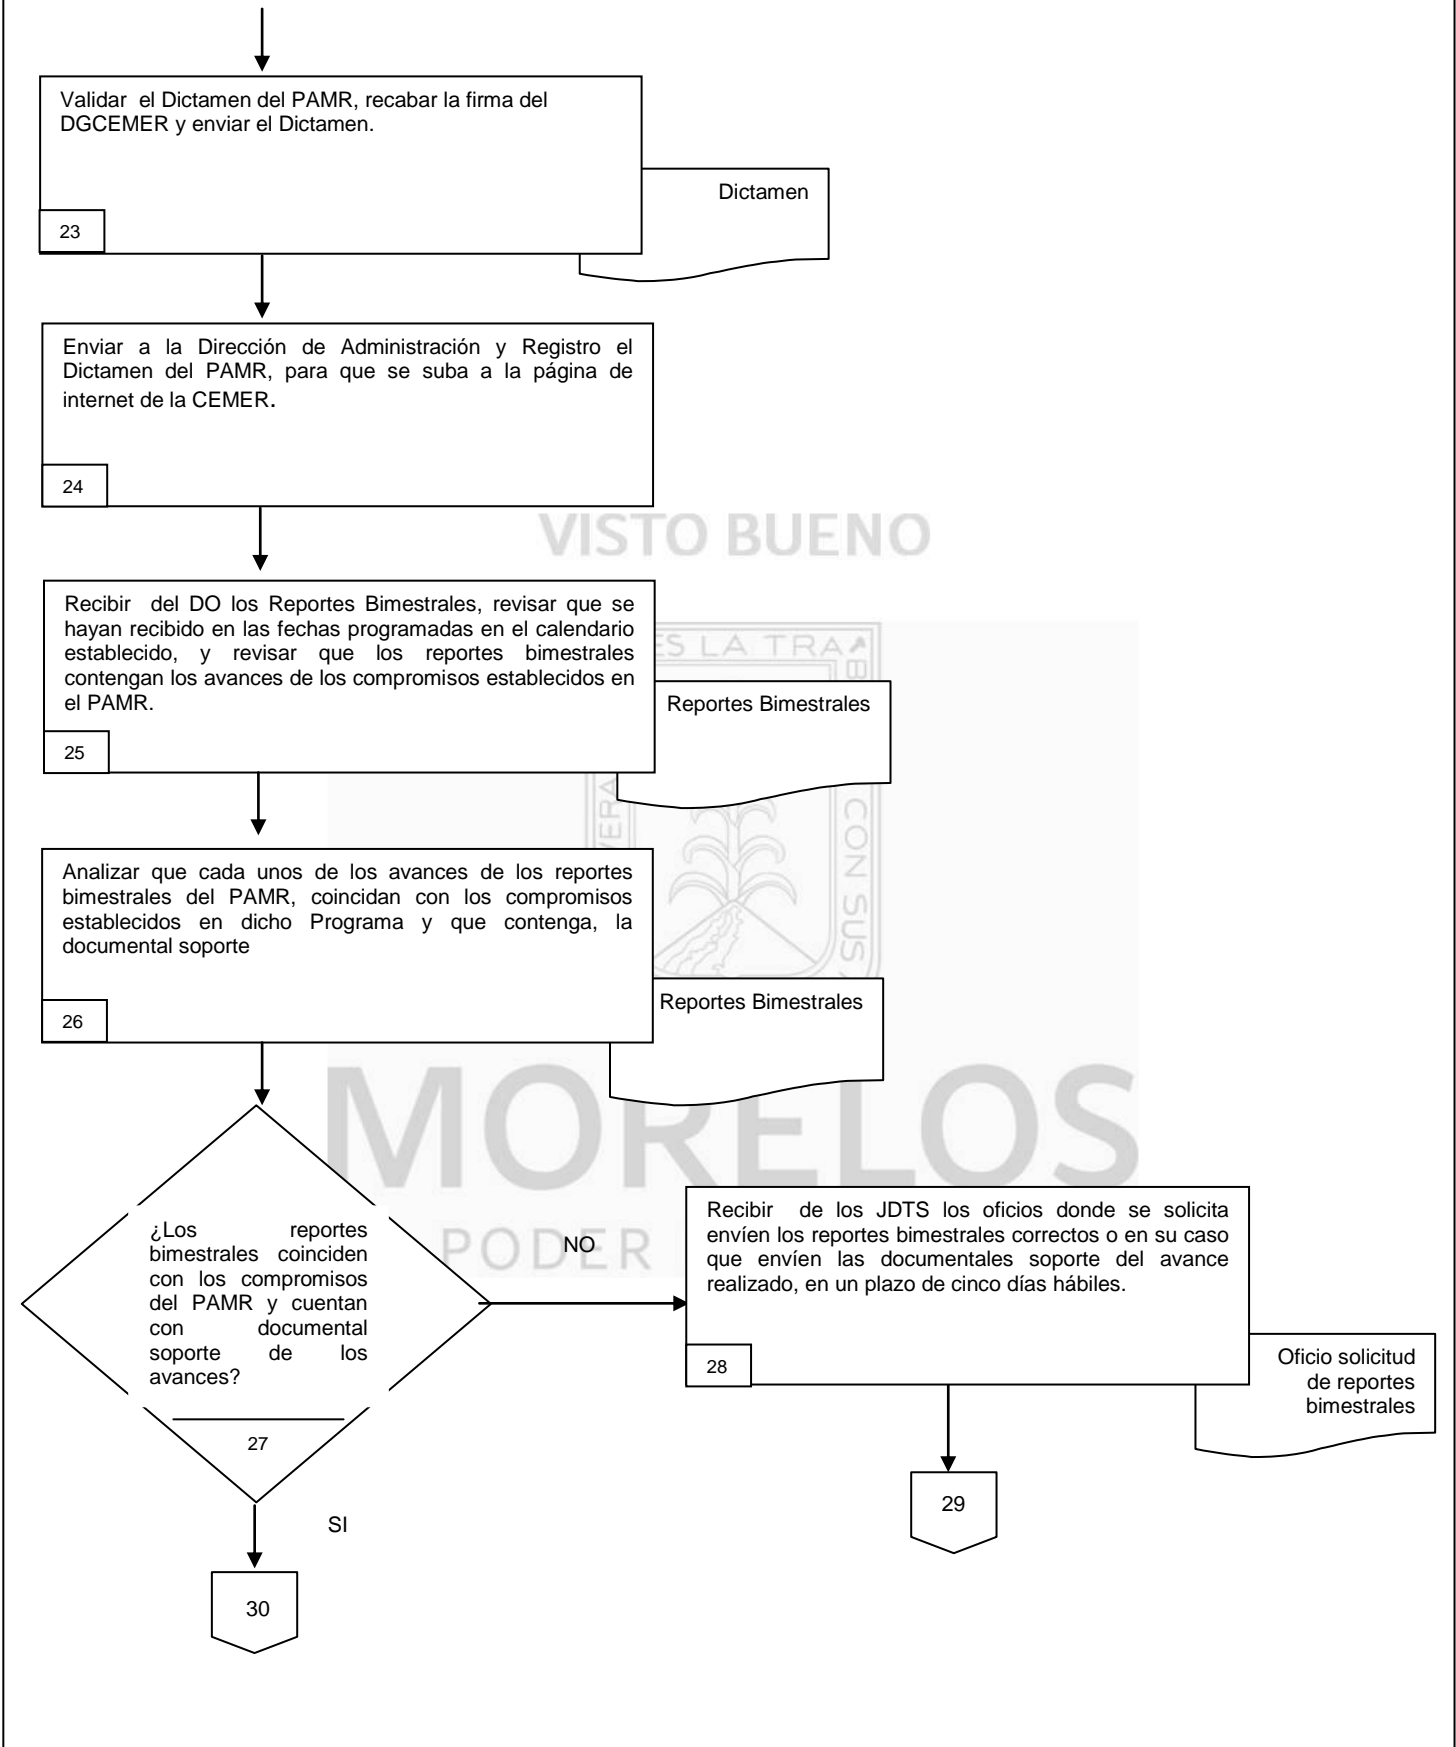 Validar el Dictamen del PAMR, recabar la firma del
DGCEMER y enviar el Dictamen.
Dictamen
23
Enviar a la Dirección de Administración y Registro el
Dictamen del PAMR, para que se suba a la página de
internet de la CEMER.
24
VISTO BUENO
Recibir del DO los Reportes Bimestrales, revisar que se
hayan recibido en las fechas programadas en el calendario
establecido, y revisar que los reportes bimestrales
contengan los avances de los compromisos establecidos en
el PAMR.
ES LA TRA
Reportes Bimestrales
25
CON SUS
Analizar que cada unos de los avances de los reportes
bimestrales del PAMR, coincidan con los compromisos
establecidos en dicho Programa y que contenga, la
documental soporte
Reportes Bimestrales
26
MORELOS
PODER
¿Los reportes
bimestrales coinciden
con los compromisos
del PAMR y cuentan
con documental
soporte de los
avances?
27
NO
Recibir de los JDTS los oficios donde se solicita
envíen los reportes bimestrales correctos o en su caso
que envíen las documentales soporte del avance
realizado, en un plazo de cinco días hábiles.
28
Oficio solicitud
de reportes
bimestrales
29
SI
30